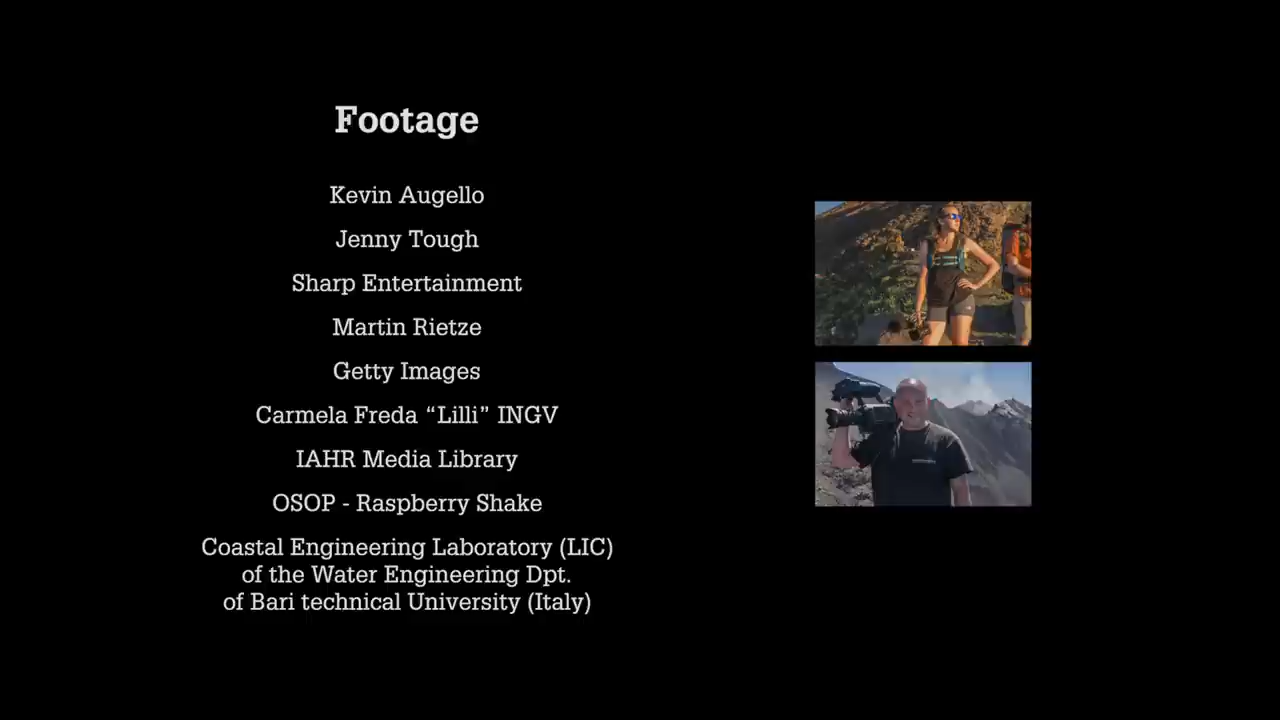 Footage
Kevin Augello
Jenny Tough
Sharp Entertainment
Martin Rietze
Getty Images
Carmela Freda “Lilli” INGV
IAHR Media Library
OSOP - Raspberry Shake
Coastal Engineering Laboratory (LIC)
of the Water Engineering Dpt.
of Bari technical University (Italy)